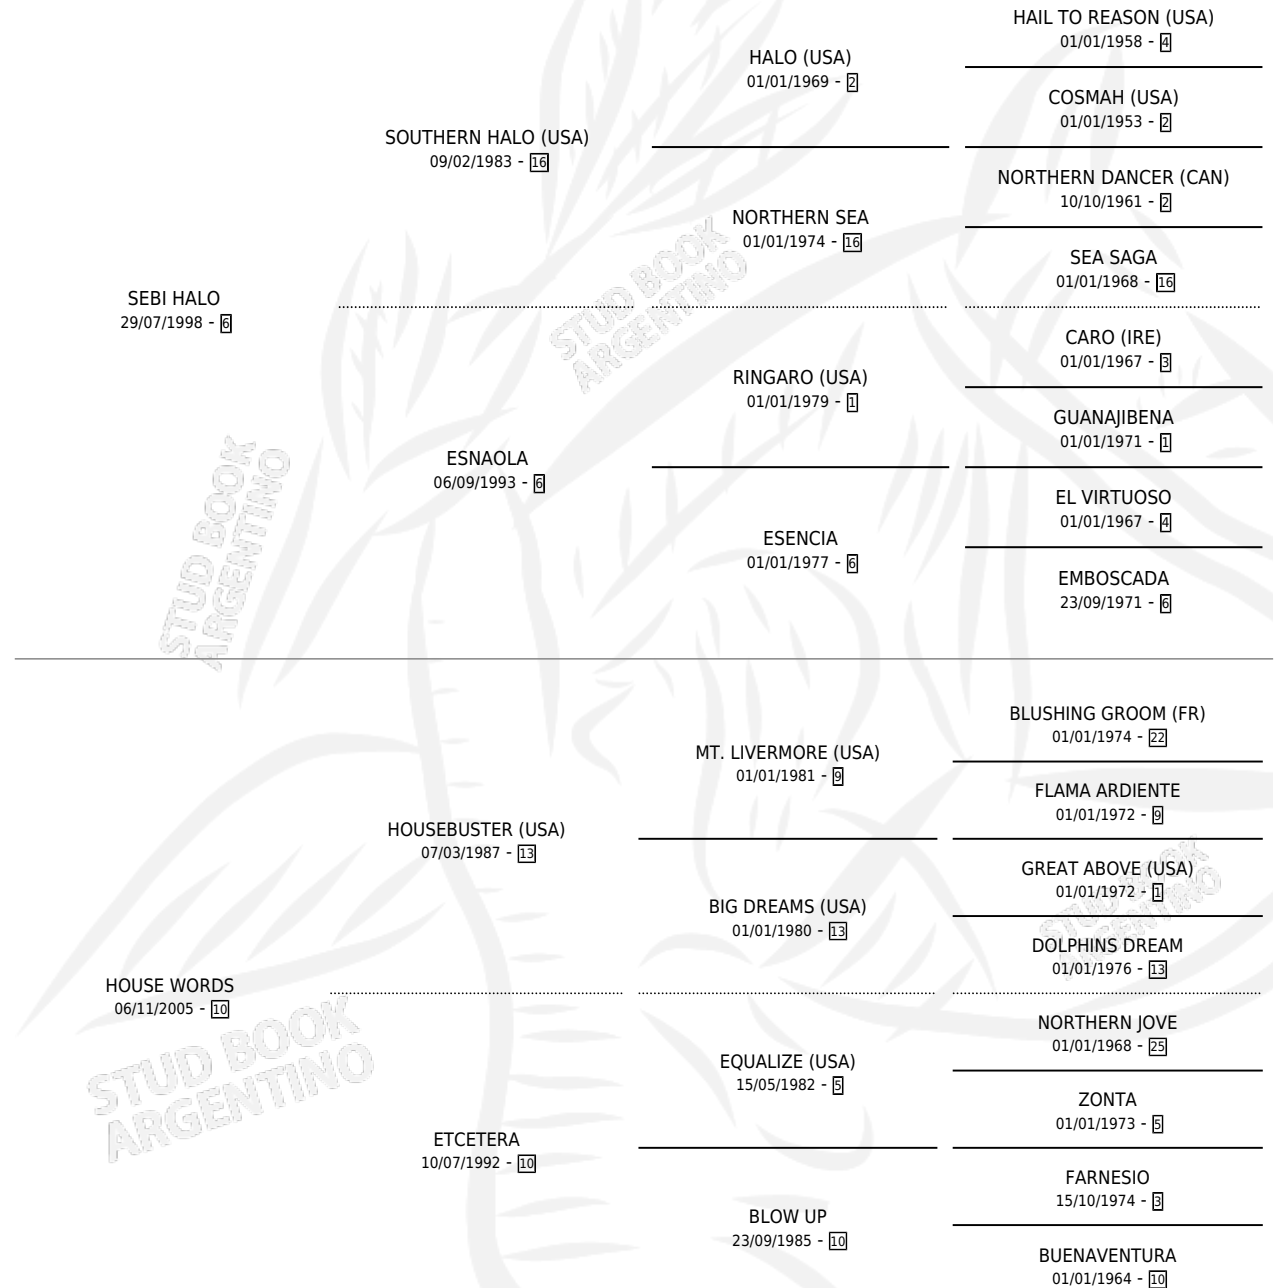 HAIL TO REASON (USA)
01/01/1958 - 4
HALO (USA)
01/01/1969 - 2
COSMAH (USA)
01/01/1953 - 2
SOUTHERN HALO (USA)
09/02/1983 - 16
NORTHERN DANCER (CAN)
10/10/1961 - 2
NORTHERN SEA
01/01/1974 - 16
SEA SAGA
01/01/1968 - 16
SEBI HALO
29/07/1998 - 6
STUD BOOK
ARGENTINO
CARO (IRE)
01/01/1967 - 3
RINGARO (USA)
01/01/1979 - 1
GUANAJIBENA
01/01/1971 - 1
ESNAOLA
06/09/1993 - 6
EL VIRTUOSO
01/01/1967 - 4
ESENCIA
01/01/1977 - 6
EMBOSCADA
23/09/1971 - 6
STUD BOOK
ARGENTINO
BLUSHING GROOM (FR)
01/01/1974 - 22
MT. LIVERMORE (USA)
01/01/1981 - 9
FLAMA ARDIENTE
01/01/1972 - 9
HOUSEBUSTER (USA)
07/03/1987 - 13
GREAT ABOVE (USA)
01/01/1972 - 1
BIG DREAMS (USA)
01/01/1980 - 13
DOLPHINS DREAM
01/01/1976 - 13
STUD BOOK
ARGENTINO
HOUSE WORDS
06/11/2005 - 10
NORTHERN JOVE
01/01/1968 - 25
EQUALIZE (USA)
15/05/1982 - 5
ZONTA
01/01/1973 - 5
STUD BOOK
ARGENTINO
ETCETERA
10/07/1992 - 10
FARNESIO
15/10/1974 - 3
BLOW UP
23/09/1985 - 10
BUENAVENTURA
01/01/1964 - 10